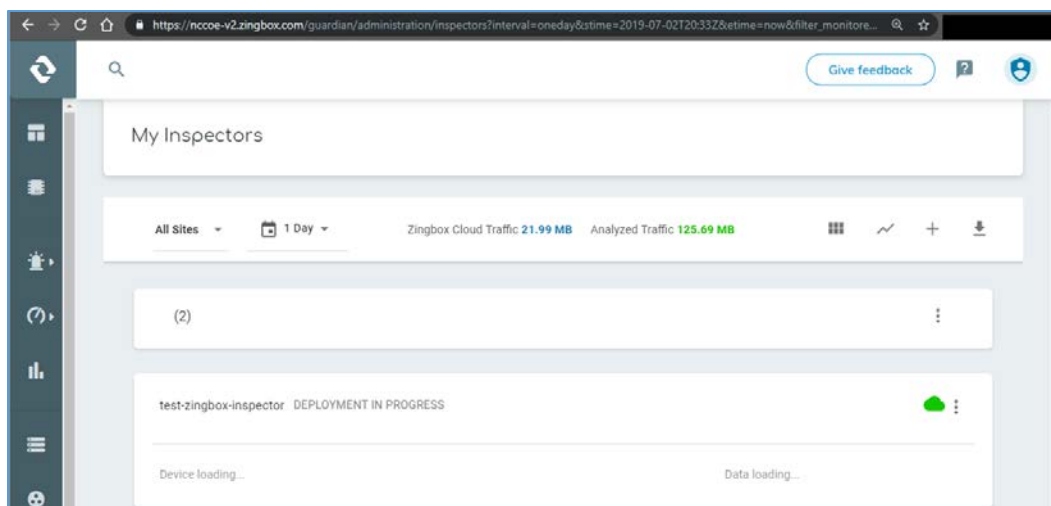 https://nccoe-v2.zingbox.com/guardian/administration/inspectors?interval=oneday&stime=2019-07-02T20:33Z&etime=now&filter_monitore...
Give feedback
?
My Inspectors
All Sites 1 Day Zingbox Cloud Traffic 21.99 MB Analyzed Traffic 125.69 MB
(2)
test-zingbox-inspector DEPLOYMENT IN PROGRESS
Device loading... Data loading...